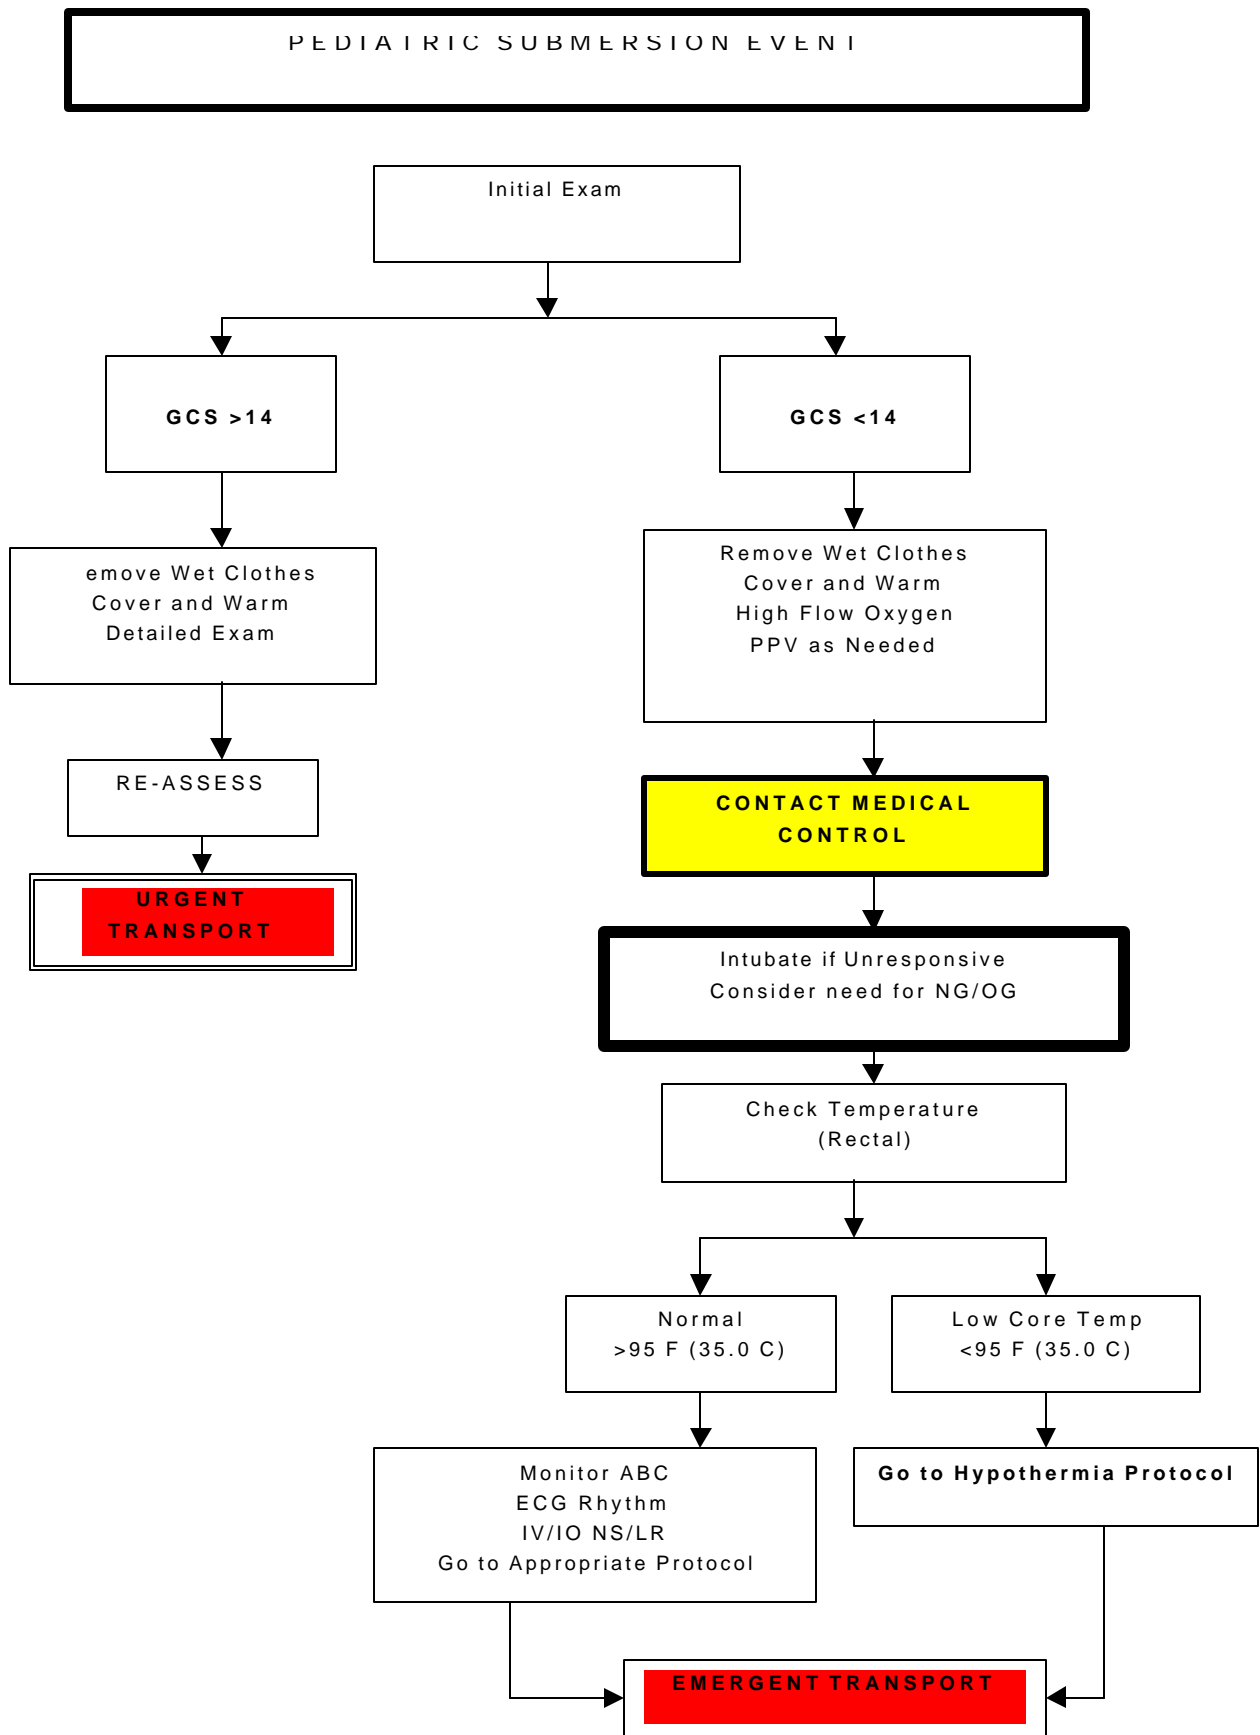 PEDIATRIC SUBMERSION EVENT
Initial Exam
GCS >14
GCS <14
emove Wet Clothes
Cover and Warm
Detailed Exam
RE-ASSESS
URGENT
TRANSPORT
Remove Wet Clothes
Cover and Warm
High Flow Oxygen
PPV as Needed
CONTACT MEDICAL
CONTROL
Intubate if Unresponsive
Consider need for NG/OG
Check Temperature
(Rectal)
Normal
>95 F (35.0 C)
Low Core Temp
<95 F (35.0 C)
Monitor ABC
ECG Rhythm
IV/IO NS/LR
Go to Appropriate Protocol
Go to Hypothermia Protocol
EMERGENT TRANSPORT